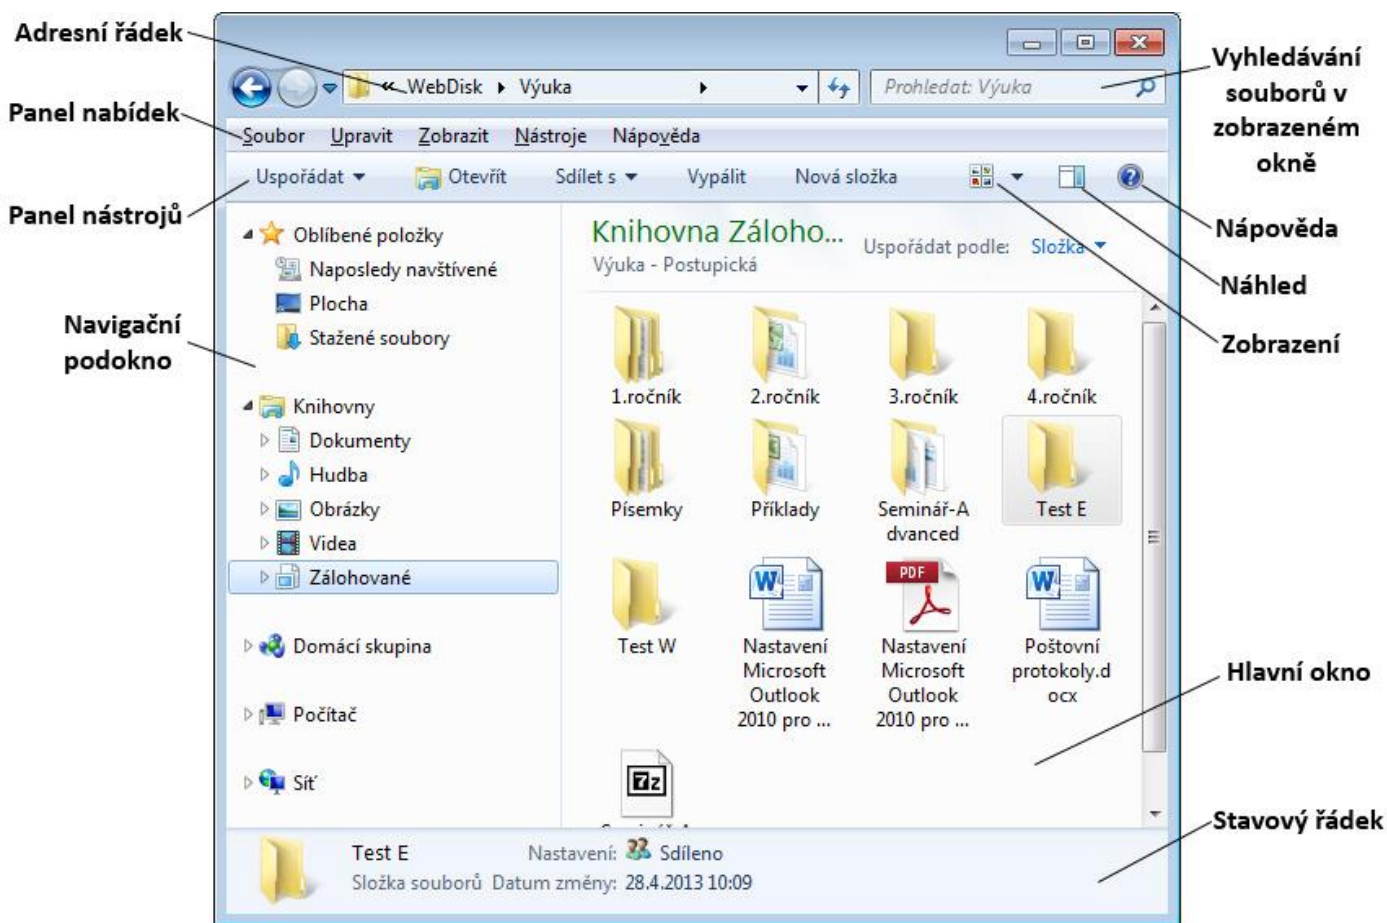 Adresní řádek
Panel nabídek
Panel nástrojů
Navigační
podokno
« WebDisk ▸ Výuka ▸
Prohledat: Výuka
Soubor Upravit Zobrazit Nástroje Nápověda
Uspořádat Otevřít Sdílet s Vypálit Nová složka
Oblíbené položky
Naposledy navštívené
Plocha
Stažené soubory
Knihovny
Dokumenty
Hudba
Obrázky
Videa
Zálohované
Domácí skupina
Počítač
Síť
Knihovna Záloho...
Výuka - Postupická
Uspořádat podle: Složka
1.ročník 2.ročník 3.ročník 4.ročník
Písemky Příklady Seminář-A
dvanced
Test E
Test W
Nastavení
Microsoft
Outlook
2010 pro ...
PDF
Nastavení
Microsoft
Outlook
2010 pro ...
Poštovní
protokoly.d
ocx
7z
Test E Nastavení: Sdíleno
Složka souborů Datum změny: 28.4.2013 10:09
Vyhledávání
souborů v
zobrazeném
okně
Nápověda
Náhled
Zobrazení
Hlavní okno
Stavový řádek